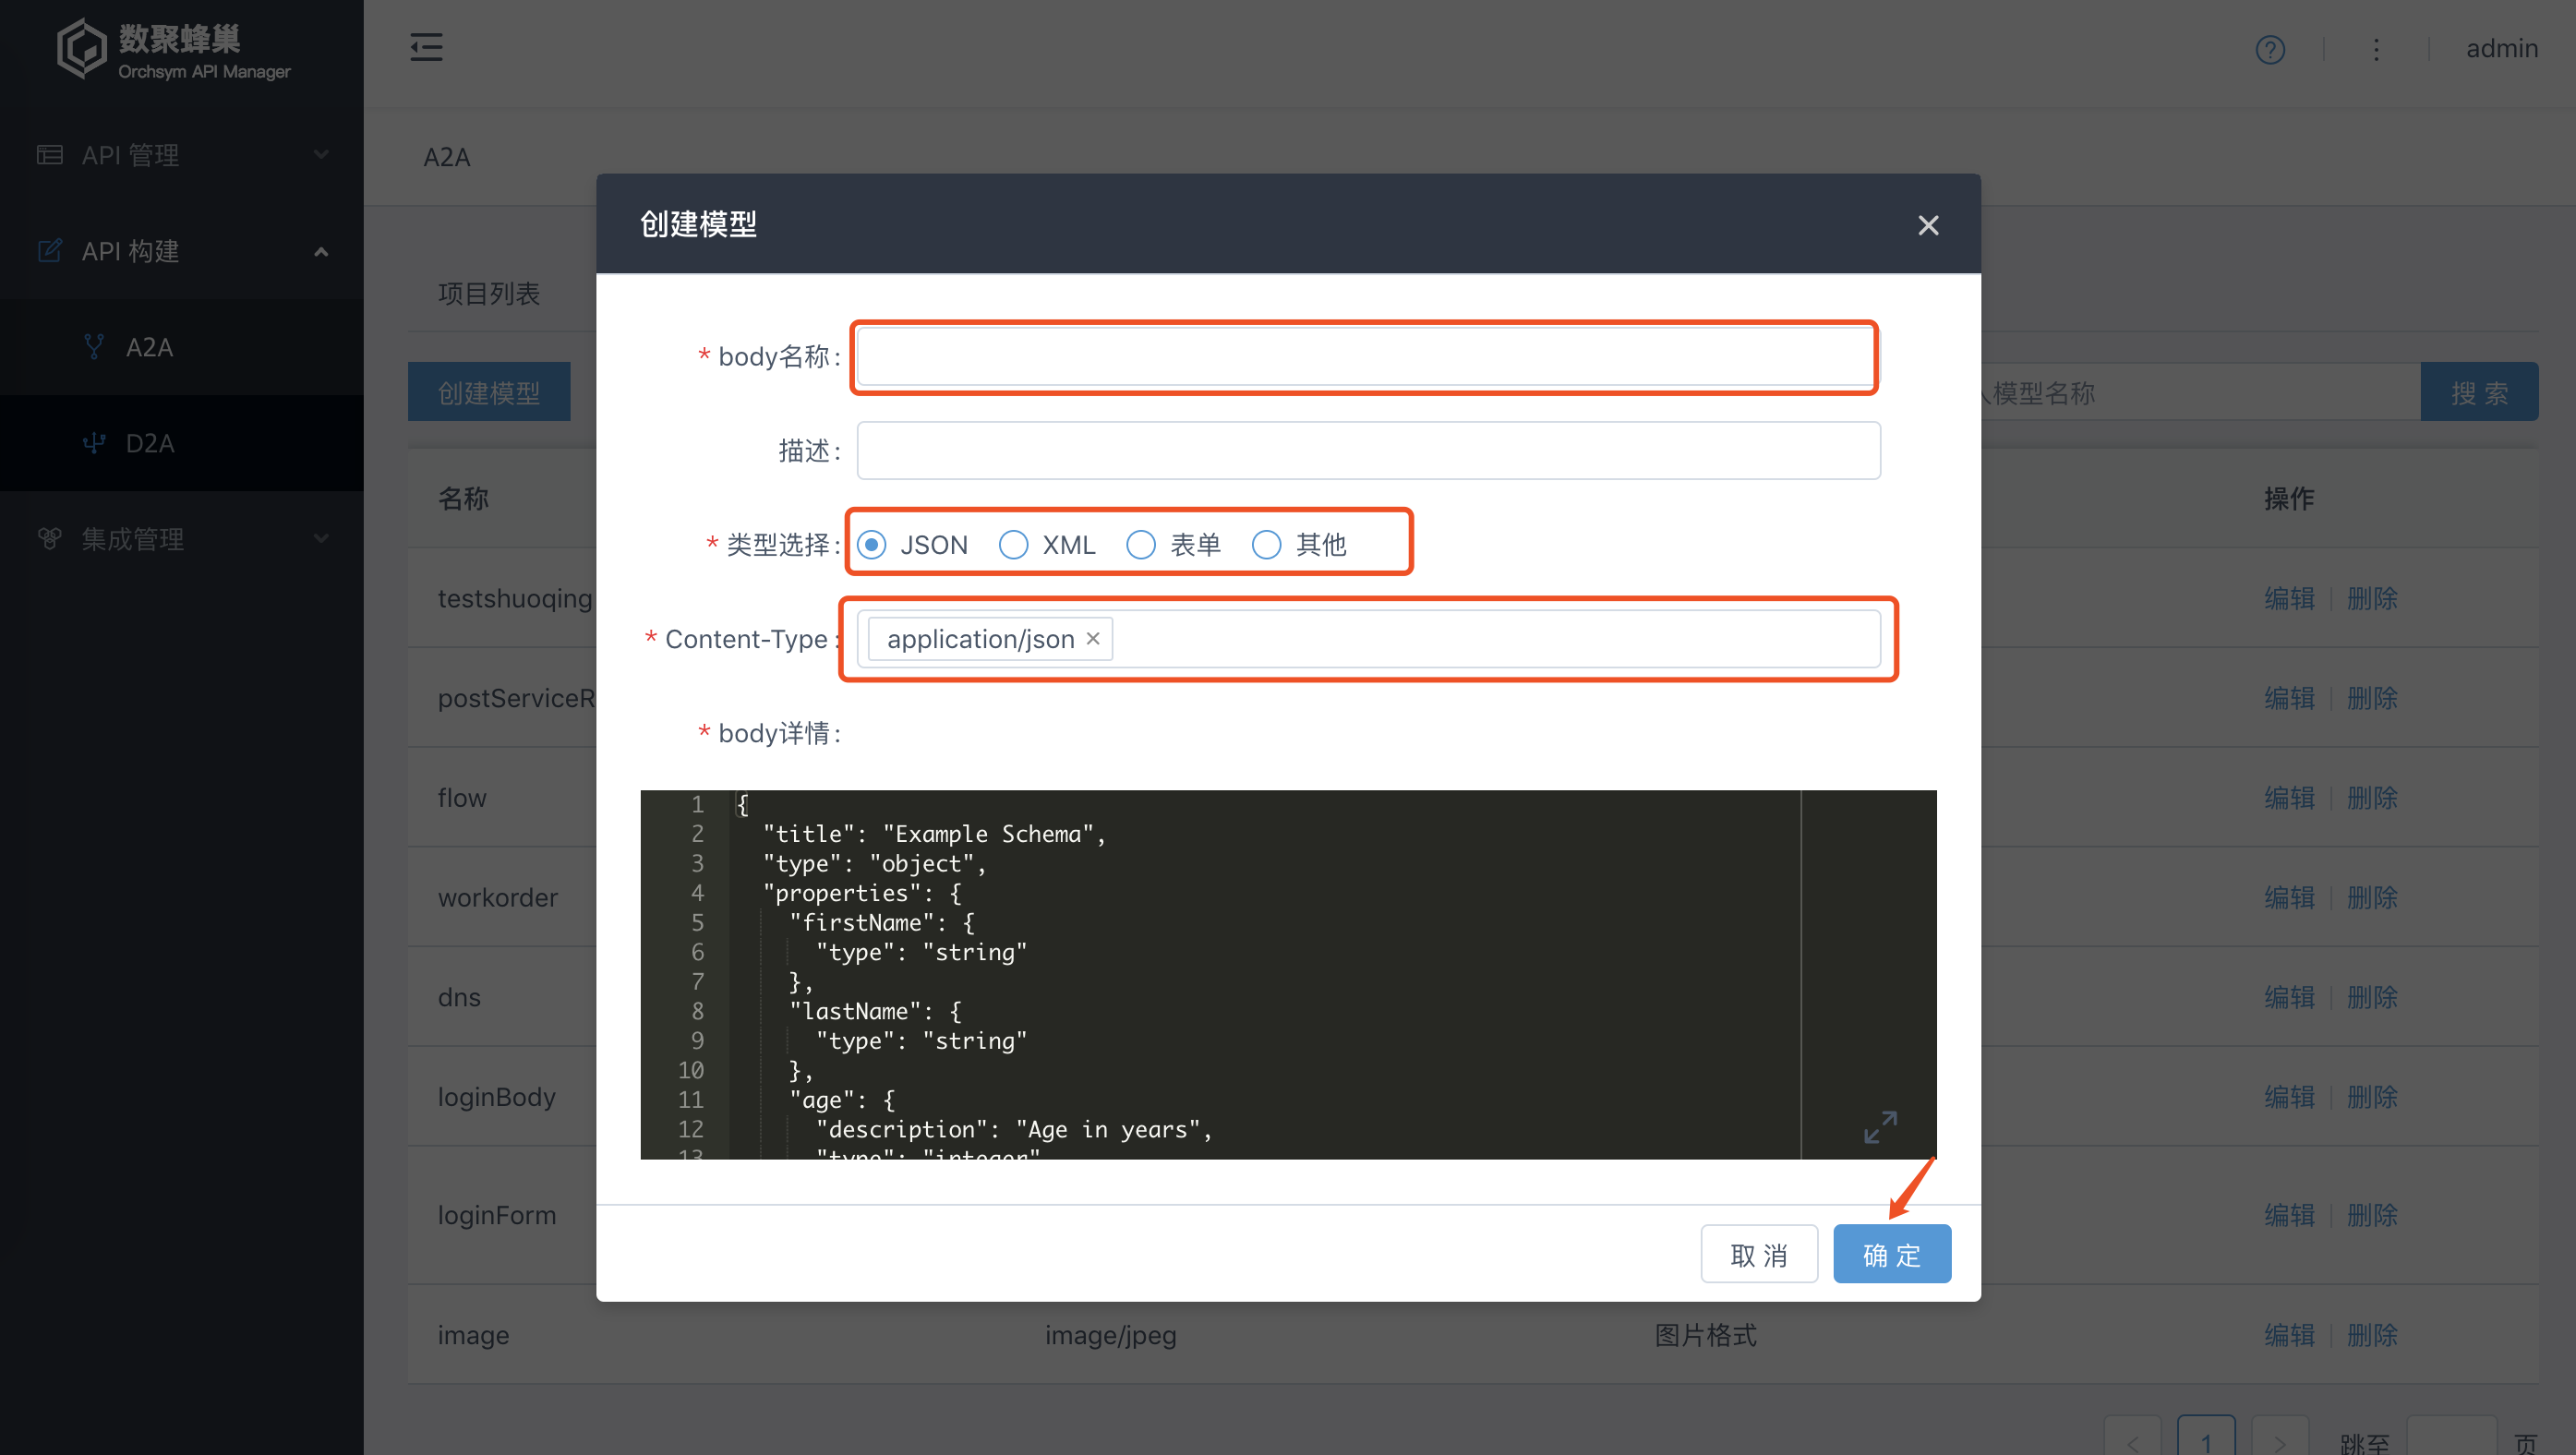 数聚蜂巢
Orchsym API Manager
admin
API 管理
API 构建
A2A
D2A
集成管理
A2A
项目列表
创建模型
模型名称
搜 索
名称
操作
testshuoqing
编辑 | 删除
postServiceR
编辑 | 删除
flow
编辑 | 删除
workorder
编辑 | 删除
dns
编辑 | 删除
loginBody
编辑 | 删除
loginForm
编辑 | 删除
image
image/jpeg
图片格式
编辑 | 删除
1
跳至
页
创建模型
* body名称:
描述:
* 类型选择:
JSON
XML
表单
其他
* Content-Type:
application/json ×
* body详情:
1 {
2 "title": "Example Schema",
3 "type": "object",
4 "properties": {
5 "firstName": {
6 "type": "string"
7 },
8 "lastName": {
9 "type": "string"
10 },
11 "age": {
12 "description": "Age in years",
13 "type": "integer"
取 消
确 定